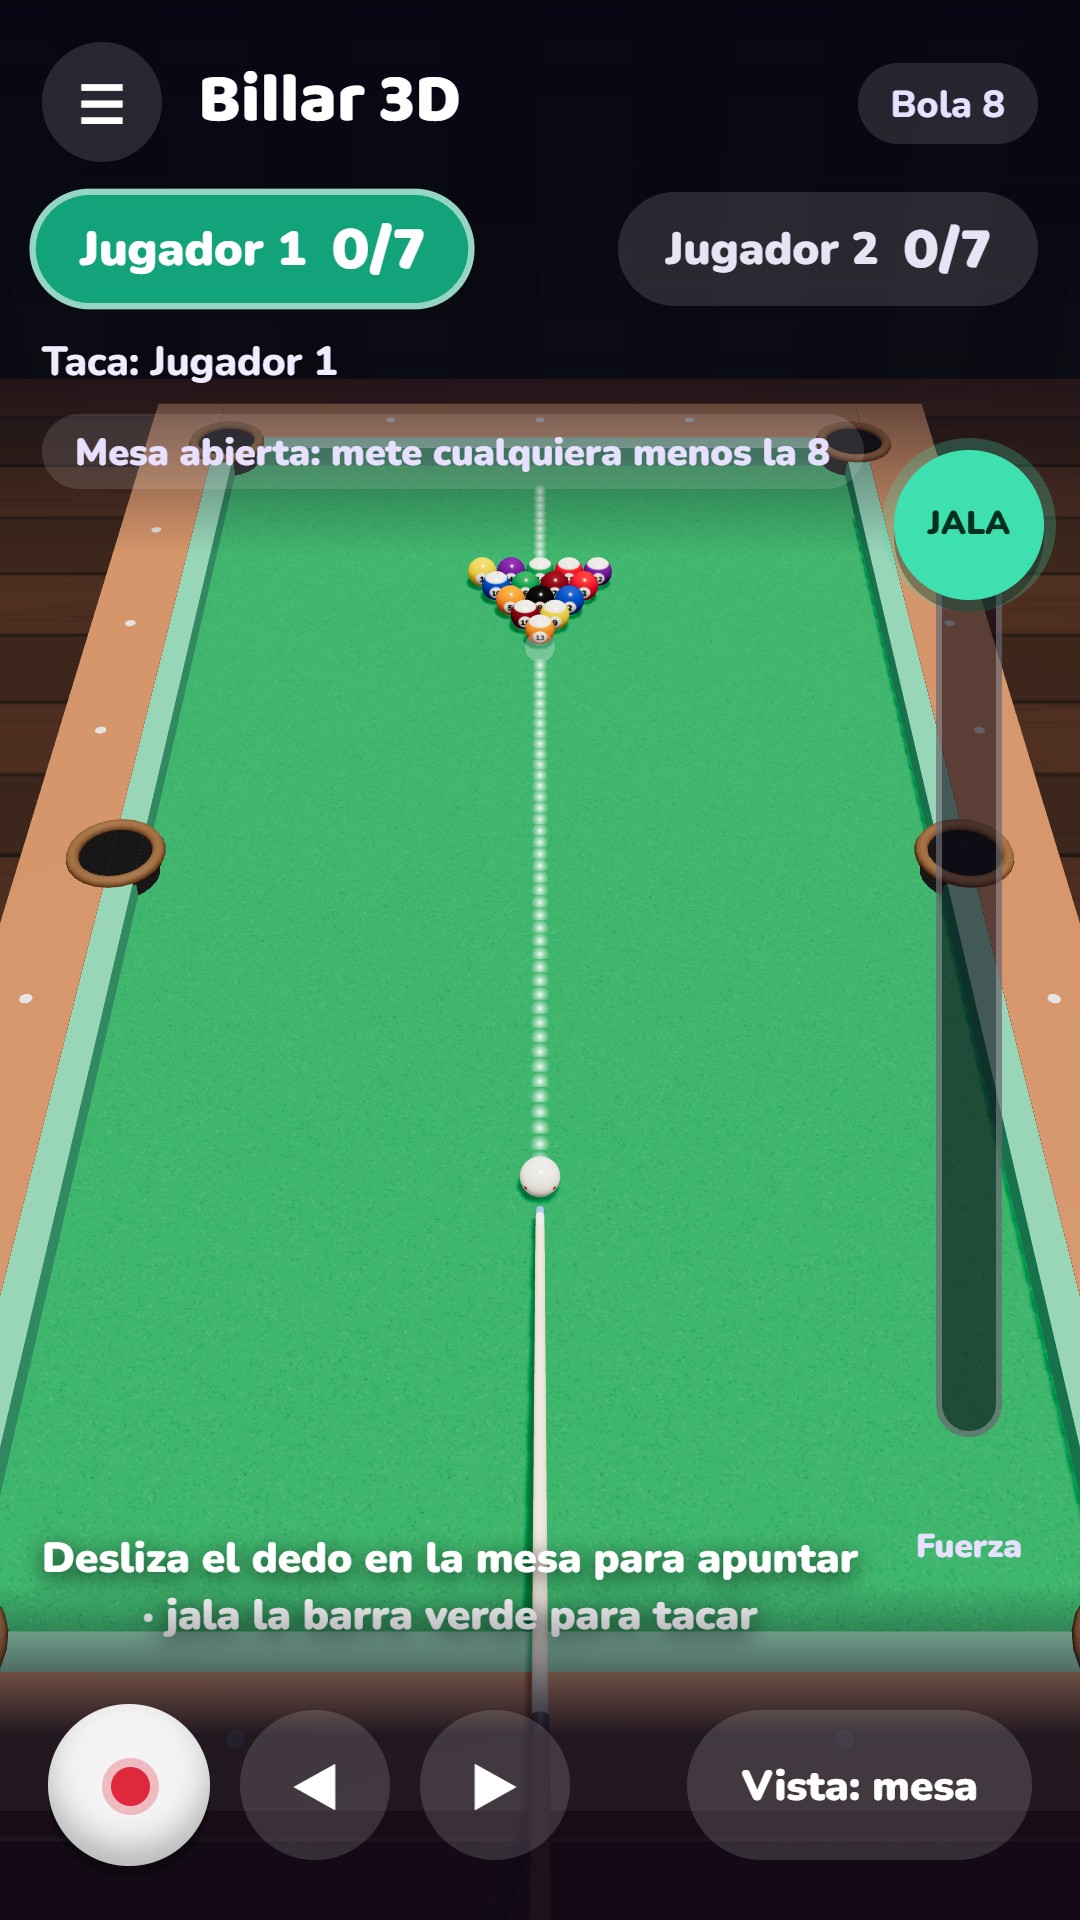 Billar 3D
Bola 8
Jugador 1 0/7
Jugador 2 0/7
Taca: Jugador 1
Mesa abierta: mete cualquiera menos la 8
JALA
13
Desliza el dedo en la mesa para apuntar
· jala la barra verde para tacar
Fuerza
Vista: mesa